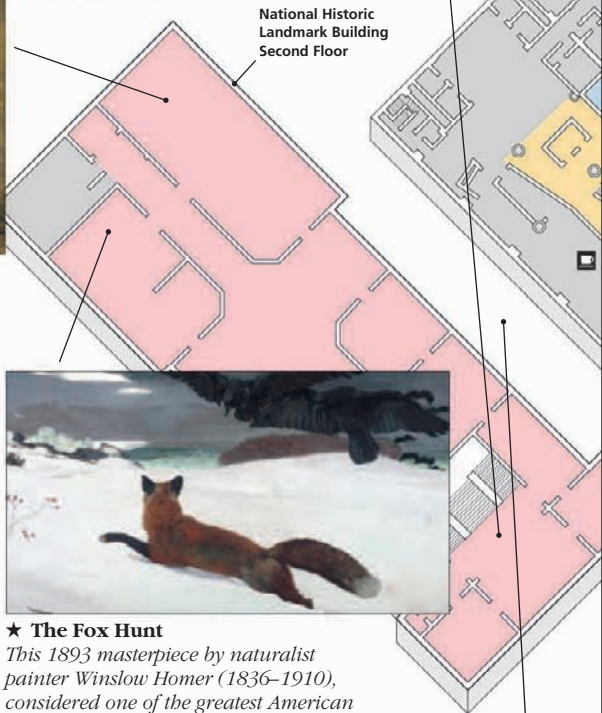 National Historic
Landmark Building
Second Floor
★ The Fox Hunt
This 1893 masterpiece by naturalist
painter Winslow Homer (1836–1910),
considered one of the greatest American